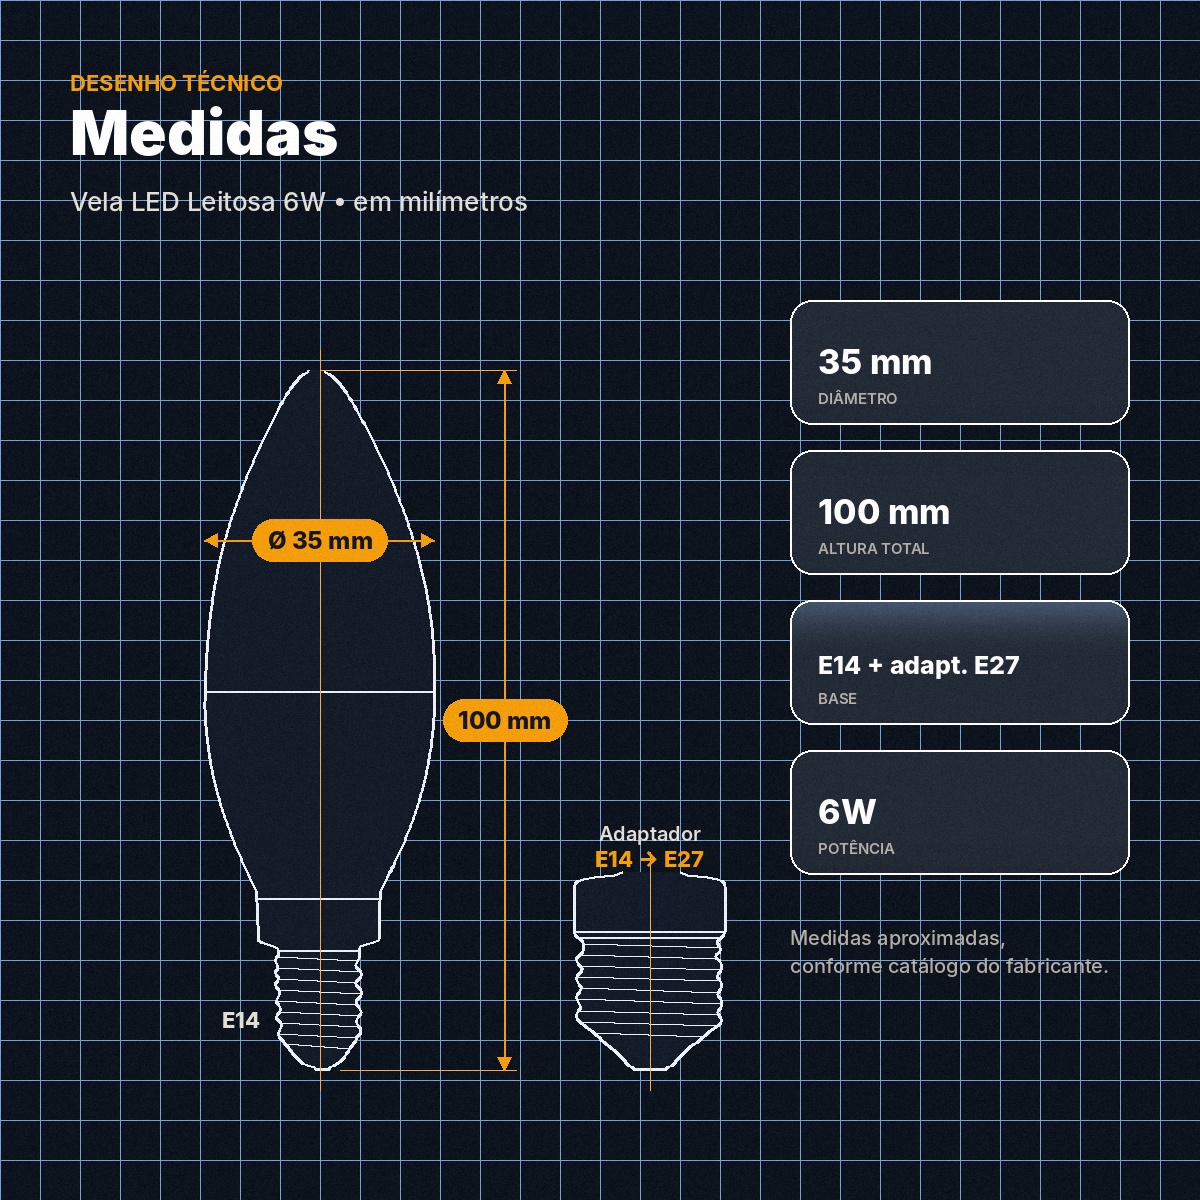 DESENHO TÉCNICO
Medidas
Vela LED Leitosa 6W • em milímetros
Ø 35 mm
100 mm
E14
Adaptador
E14 → E27
35 mm
DIÂMETRO
100 mm
ALTURA TOTAL
E14 + adapt. E27
BASE
6W
POTÊNCIA
Medidas aproximadas,
conforme catálogo do fabricante.